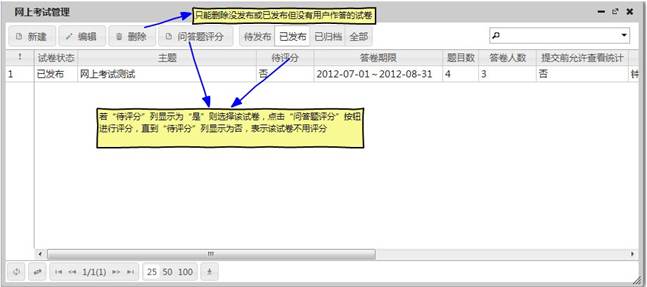 网上考试管理
只能删除没发布或已发布但没有用户作答的试卷
新建 编辑 删除 问答题评分 待发布 已发布 已归档 全部
! 试卷状态 主题 待评分 答卷期限 题目数 答卷人数 提交前允许查看统计
1 已发布 网上考试测试 否 2012-07-01～2012-08-31 4 3 否 钟
若“待评分”列显示为“是”则选择该试卷，点击“问答题评分”按钮
进行评分，直到“待评分”列显示为否，表示该试卷不用评分
1/1(1) 25 50 100